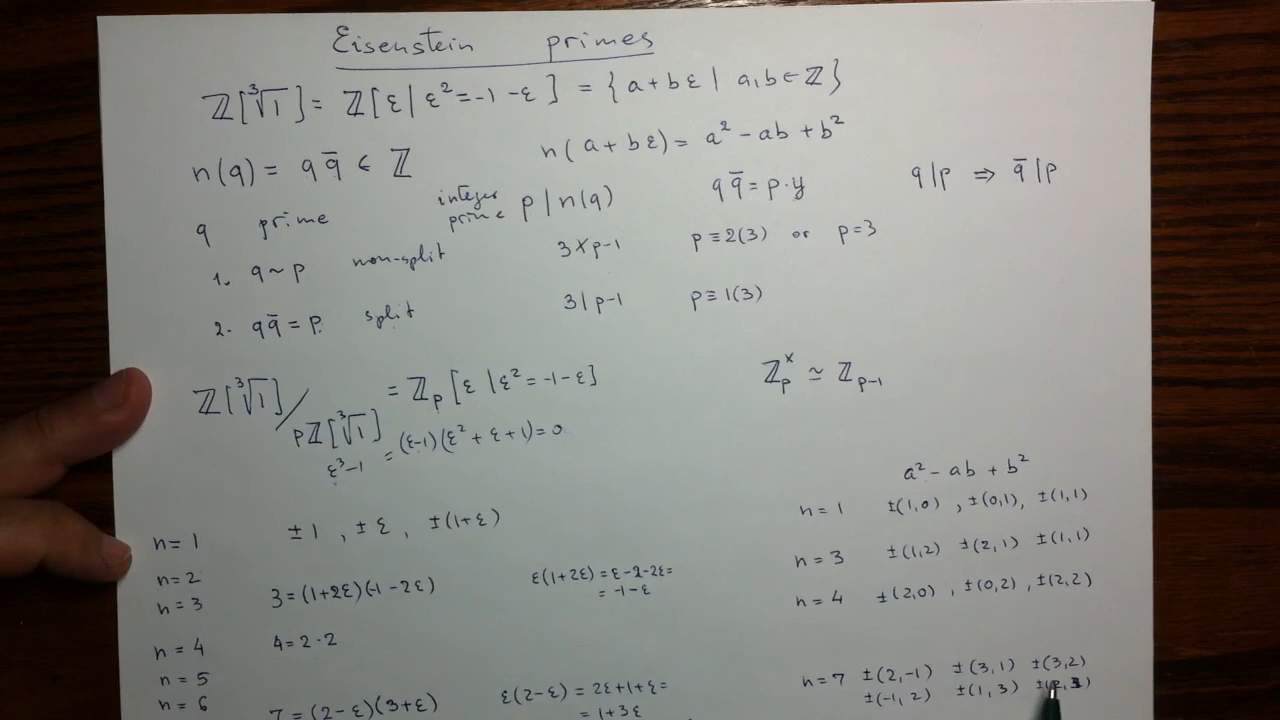 Eisenstein primes
ℤ[∛1] = ℤ[ε | ε² = -1 - ε] = {a + bε | a, b ∈ ℤ}
n(q) = q q̄ ∈ ℤ n(a + bε) = a² - ab + b²
q prime integer prime p | n(q) q q̄ = p·y q | p ⇒ q̄ | p
1. q ~ p non-split 3 ∤ p-1 p ≡ 2(3) or p = 3
2. q q̄ = p split 3 | p-1 p ≡ 1(3)
ℤ[∛1] / pℤ[∛1] = ℤ_p [ε | ε² = -1 - ε] ℤ_p^× ≃ ℤ_{p-1}
ε³-1 = (ε-1)(ε² + ε + 1) = 0
a² - ab + b²
n = 1 ±1, ±ε, ±(1+ε) n = 1 ±(1,0), ±(0,1), ±(1,1)
n = 2
n = 3 3 = (1+2ε)(-1-2ε) ε(1+2ε) = ε-2-2ε = n = 3 ±(1,2) ±(2,1) ±(1,1)
= -1-ε
n = 4 4 = 2·2 n = 4 ±(2,0), ±(0,2), ±(2,2)
n = 5
n = 6 7 = (2-ε)(3+ε) ε(2-ε) = 2ε+1+ε = n = 7 ±(2,-1) ±(3,1) ±(3,2)
= 1+3ε ±(-1,2) ±(1,3) ±(2,3)